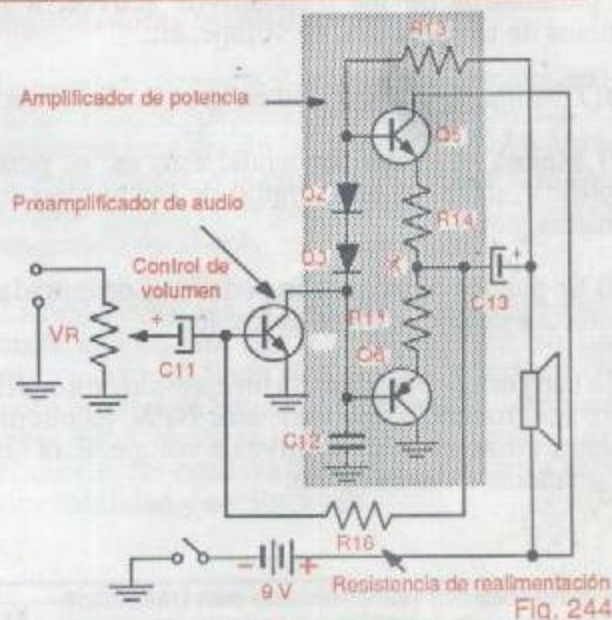 R13
Amplificador de potencia
Q5
D2
Preamplificador de audio
R14
D3
X
+
C13
Control de
volumen
R15
+
VR
Q6
C11
C12
R16
- +
9 V
Resistencia de realimentación
Fig. 244